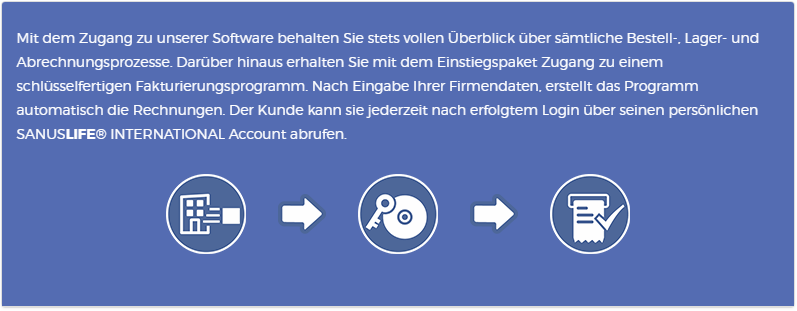 Mit dem Zugang zu unserer Software behalten Sie stets vollen Überblick über sämtliche Bestell-, Lager- und
Abrechnungsprozesse. Darüber hinaus erhalten Sie mit dem Einstiegspaket Zugang zu einem
schlüsselfertigen Fakturierungsprogramm. Nach Eingabe Ihrer Firmendaten, erstellt das Programm
automatisch die Rechnungen. Der Kunde kann sie jederzeit nach erfolgtem Login über seinen persönlichen
SANUSLIFE® INTERNATIONAL Account abrufen.